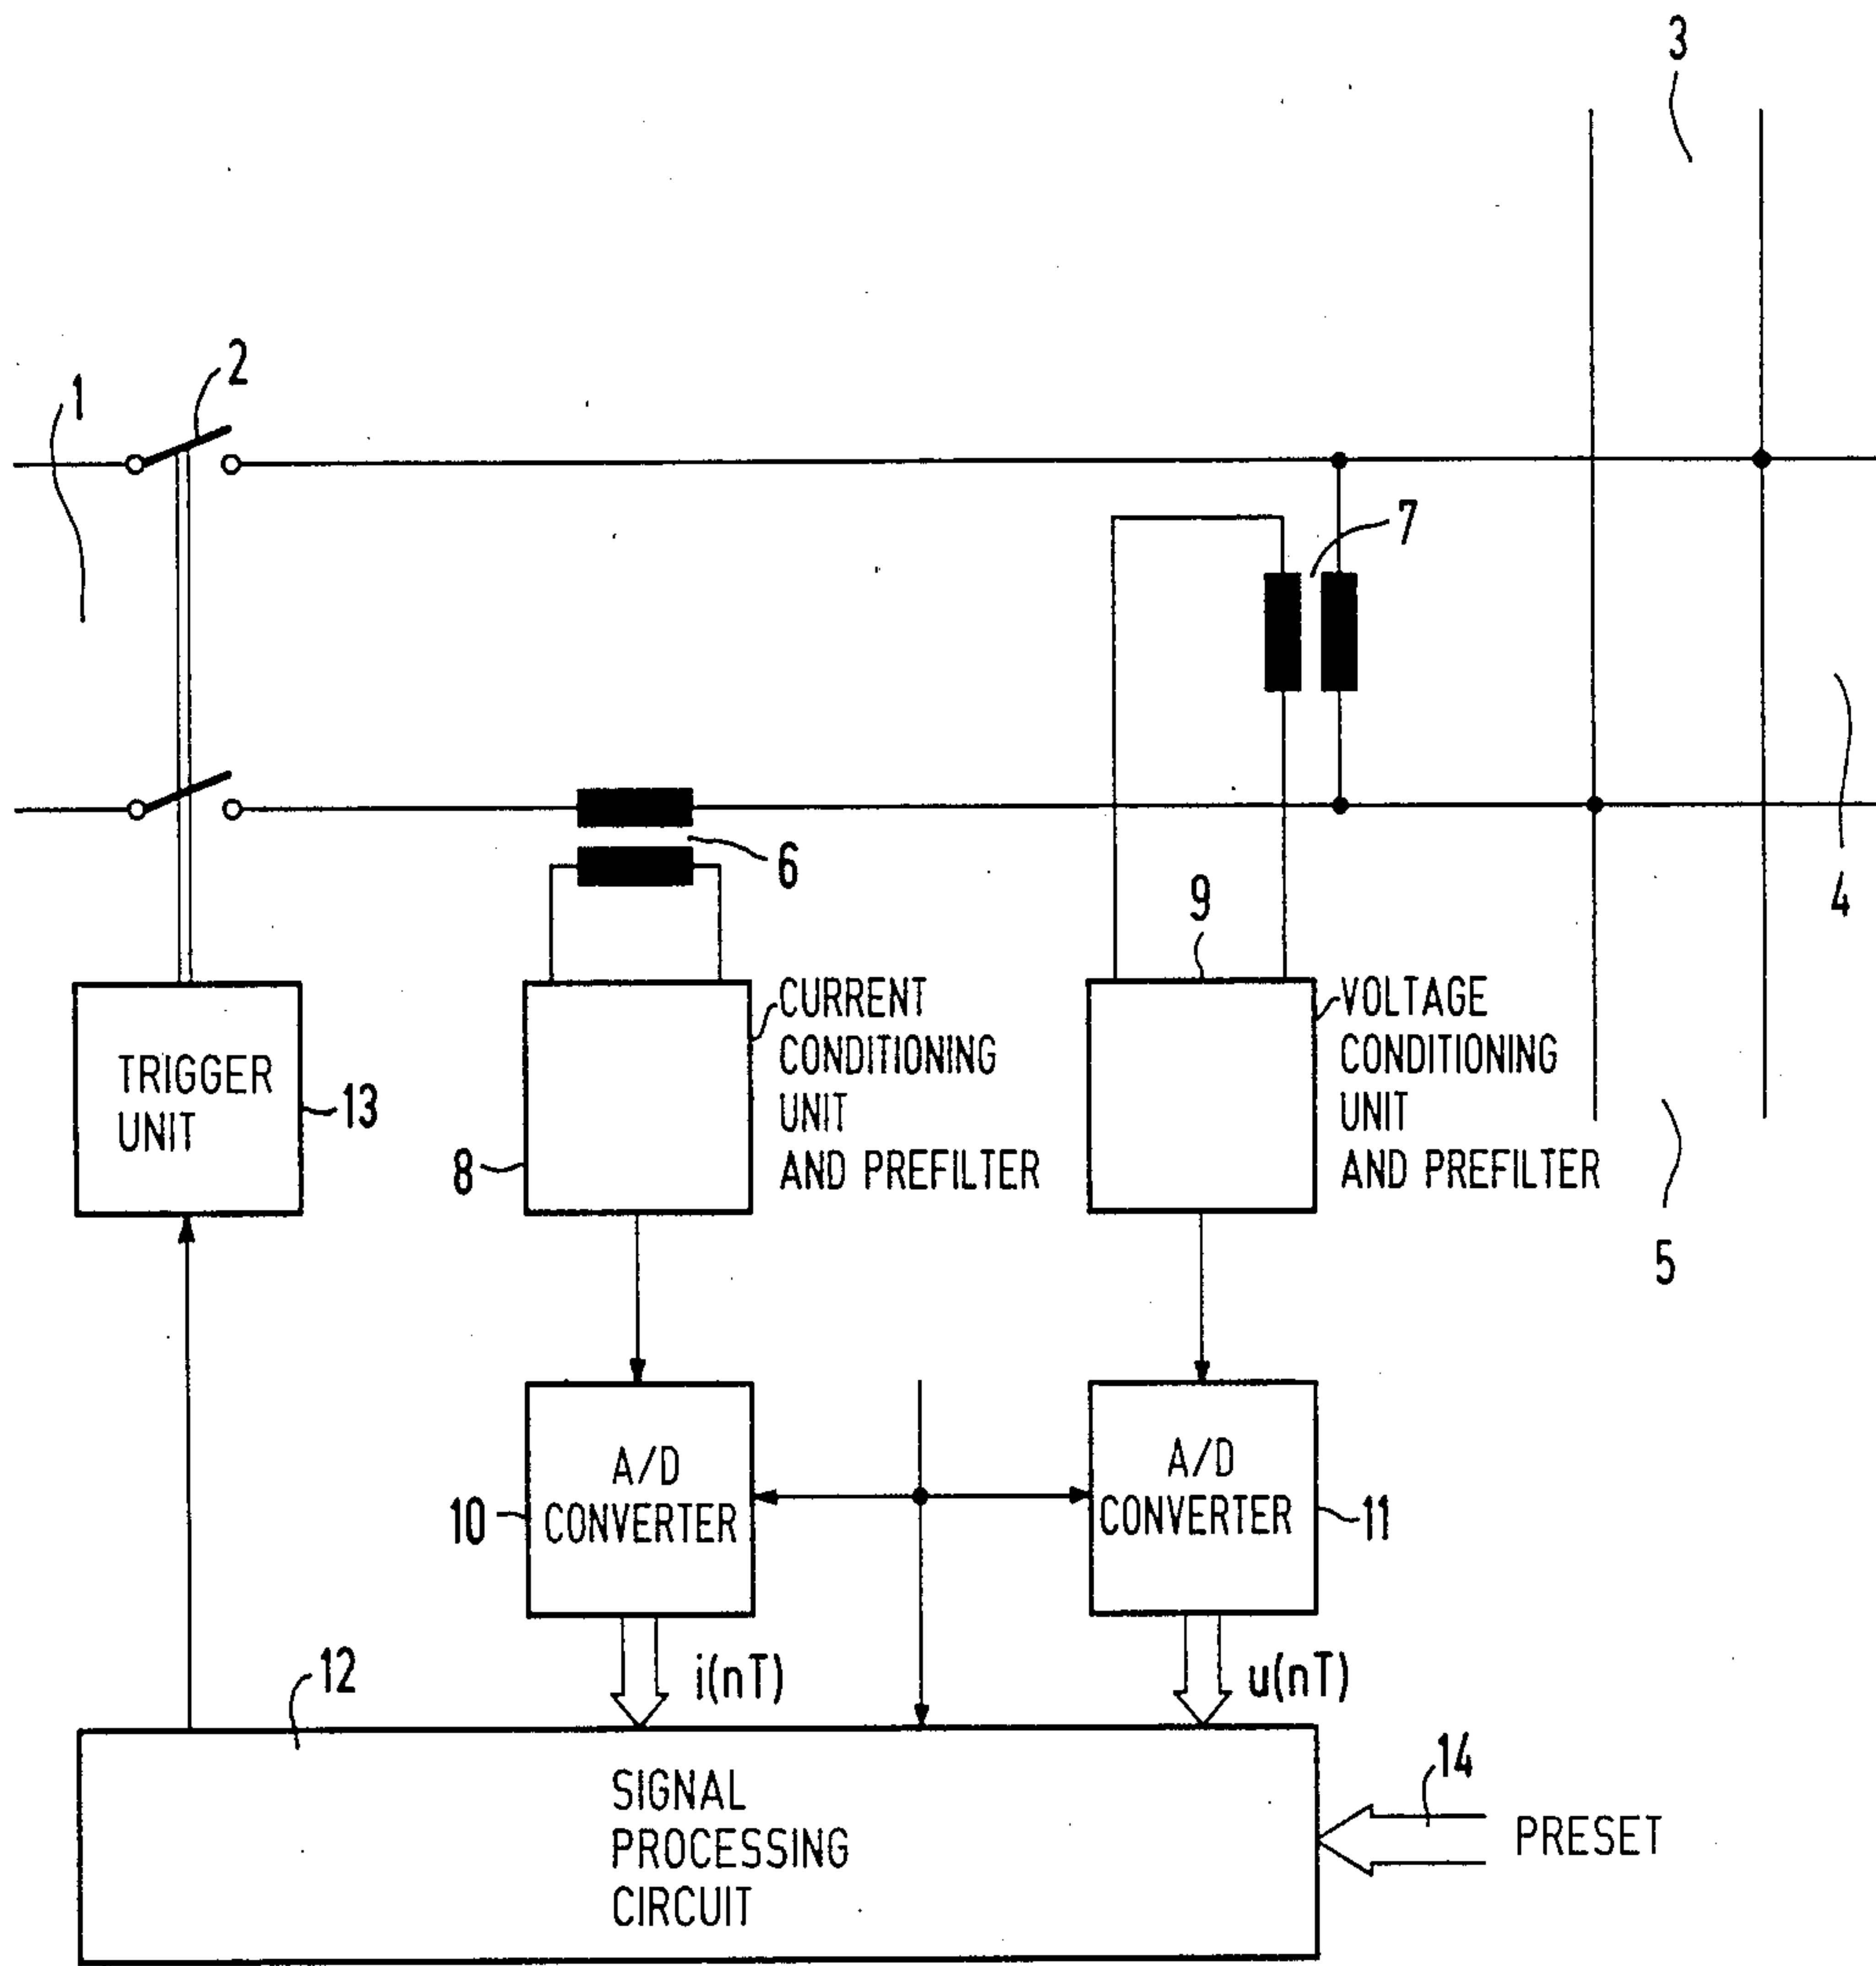 3
2
1
7
6
4
9
CURRENT
CONDITIONING
UNIT
AND PREFILTER
VOLTAGE
CONDITIONING
UNIT
AND PREFILTER
TRIGGER
UNIT
13
8
5
A/D
CONVERTER
10
A/D
CONVERTER
11
i(nT)
u(nT)
12
14
SIGNAL
PROCESSING
CIRCUIT
PRESET